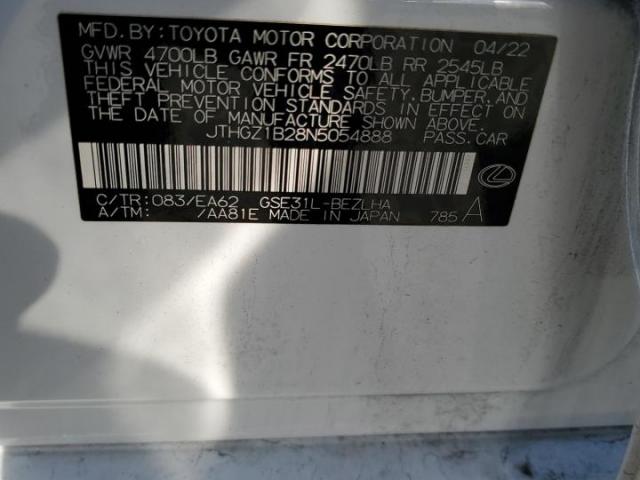 MFD. BY: TOYOTA MOTOR CORPORATION 04/22
GVWR 4700LB GAWR FR 2470LB RR 2545LB
THIS VEHICLE CONFORMS TO ALL APPLICABLE
FEDERAL MOTOR VEHICLE SAFETY, BUMPER, AND
THEFT PREVENTION STANDARDS IN EFFECT ON
THE DATE OF MANUFACTURE SHOWN ABOVE.
JTHGZ1B28N5054888 PASS.CAR
C/TR: 083/EA62 GSE31L-BEZLHA
A/TM: /AA81E MADE IN JAPAN 785 A